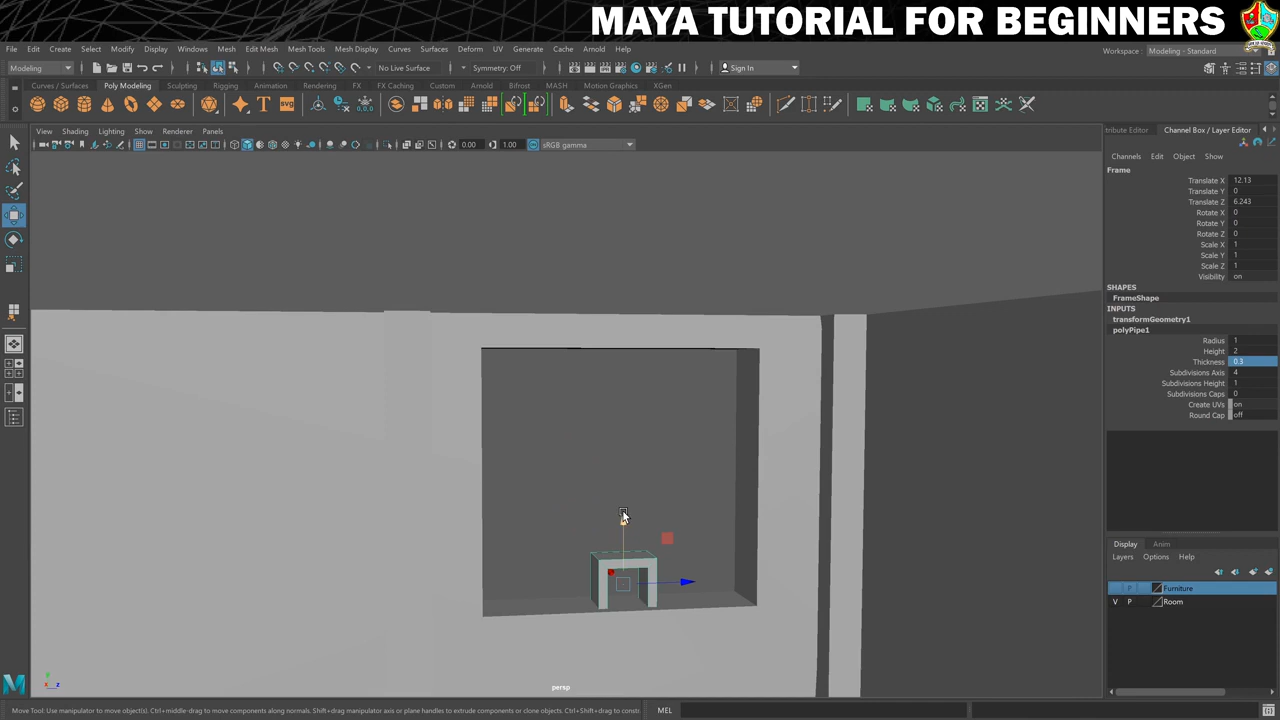 MAYA TUTORIAL FOR BEGINNERS
File Edit Create Select Modify Display Windows Mesh Edit Mesh Mesh Tools Mesh Display Curves Surfaces Deform UV Generate Cache Arnold Help
Workspace : Modeling - Standard
Modeling No Live Surface Symmetry: Off Sign In
Curves / Surfaces Poly Modeling Sculpting Rigging Animation Rendering FX FX Caching Custom Arnold Bifrost MASH Motion Graphics XGen
View Shading Lighting Show Renderer Panels
0.00 1.00 sRGB gamma
tribute Editor Channel Box / Layer Editor
Channels Edit Object Show
Frame
Translate X 12.13
Translate Y 0
Translate Z 6.243
Rotate X 0
Rotate Y 0
Rotate Z 0
Scale X 1
Scale Y 1
Scale Z 1
Visibility on
SHAPES
FrameShape
INPUTS
transformGeometry1
polyPipe1
Radius 1
Height 2
Thickness 0.3
Subdivisions Axis 4
Subdivisions Height 1
Subdivisions Caps 0
Create UVs on
Round Cap off
Display Anim
Layers Options Help
P Furniture
V P Room
persp
Move Tool: Use manipulator to move object(s). Ctrl+middle-drag to move components along normals. Shift+drag manipulator axis or plane handles to extrude components or clone objects. Ctrl+Shift+drag to constr
MEL